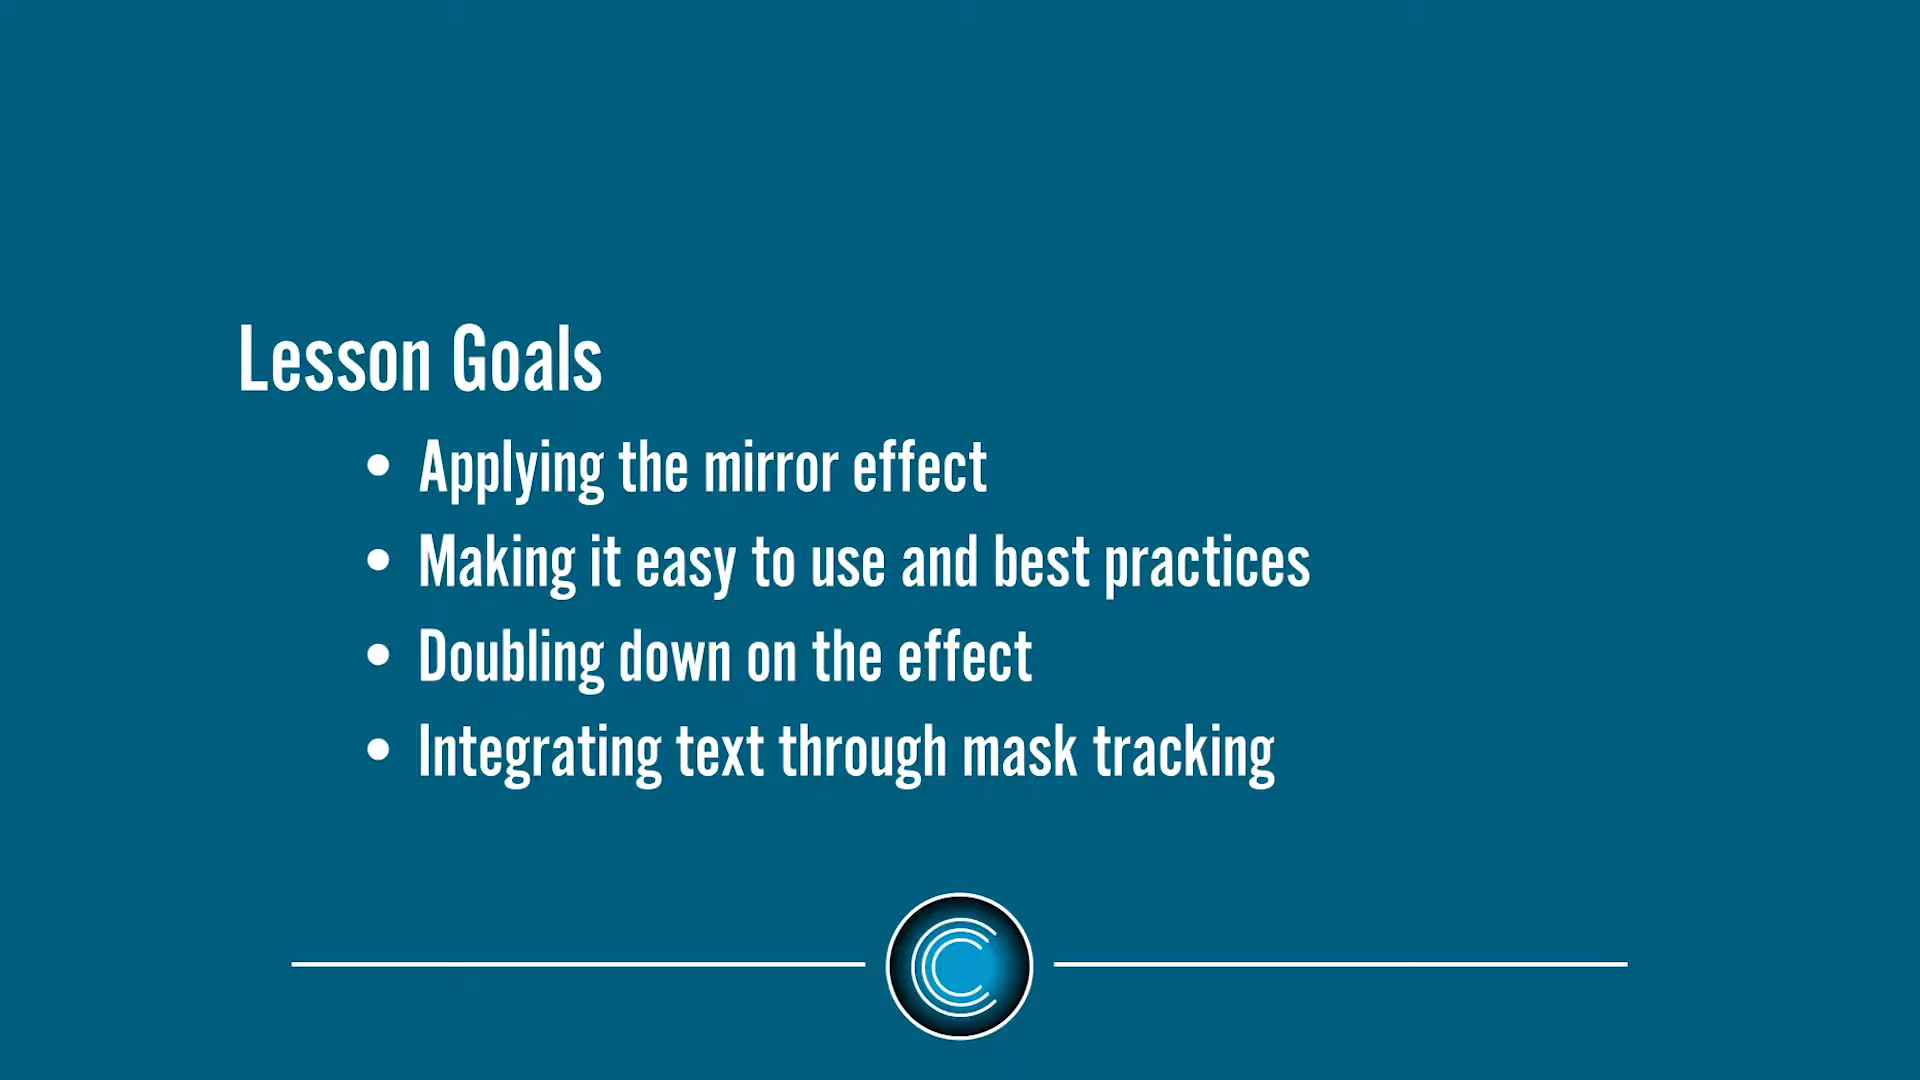 Lesson Goals
• Applying the mirror effect
• Making it easy to use and best practices
• Doubling down on the effect
• Integrating text through mask tracking